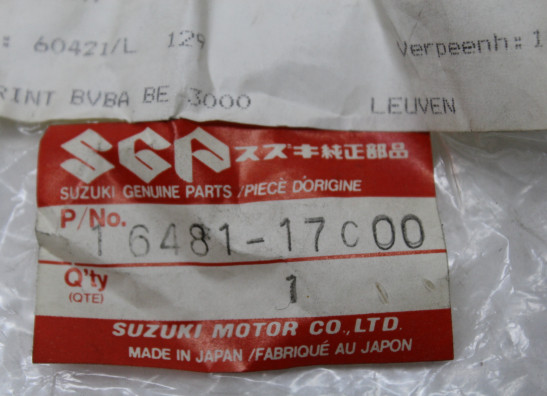 : 60421/L 129
Verpeenh: 1
RINT BVBA BE-3000 LEUVEN
SGP スズキ純正部品
SUZUKI GENUINE PARTS /PIECÈ D'ORIGINE
P/No.
16481-17C00
Q'ty 1
(QTE)
SUZUKI MOTOR CO.,LTD.
MADE IN JAPAN /FABRIQUÉ AU JAPON